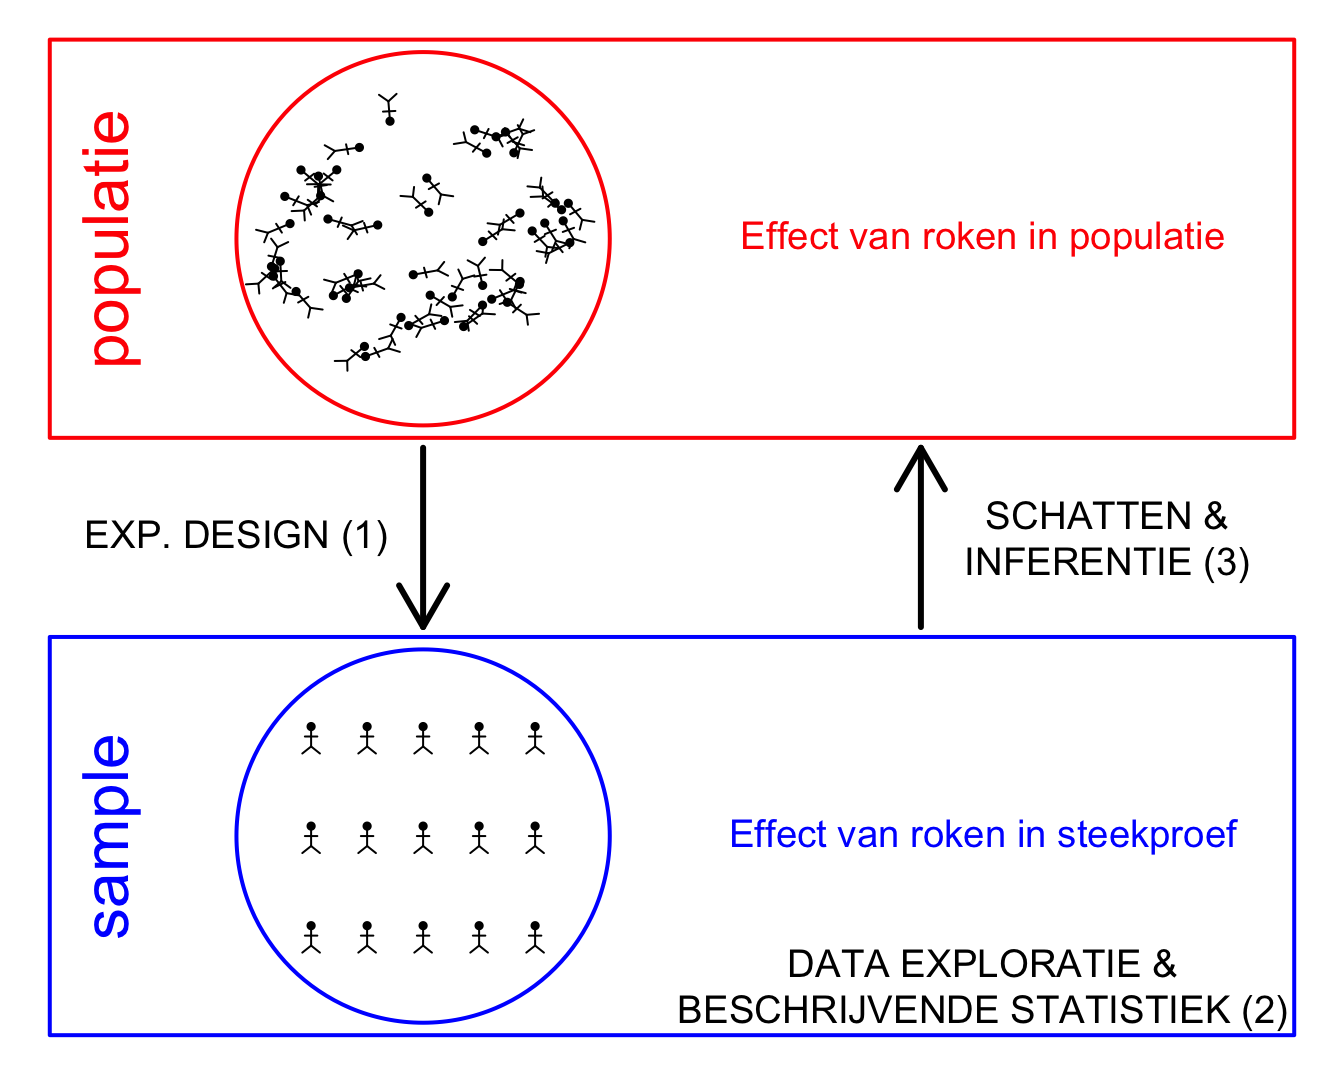 populatie
Effect van roken in populatie
EXP. DESIGN (1)
SCHATTEN &
INFERENTIE (3)
sample
Effect van roken in steekproef
DATA EXPLORATIE &
BESCHRIJVENDE STATISTIEK (2)